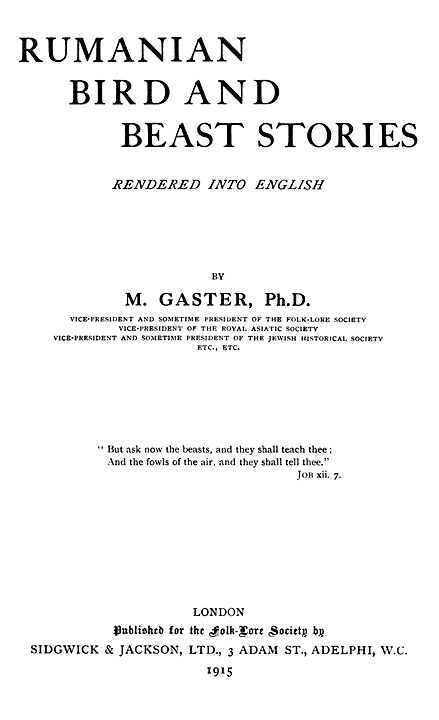 RUMANIAN
BIRD AND
BEAST STORIES
RENDERED INTO ENGLISH
BY
M. GASTER, Ph.D.
VICE-PRESIDENT AND SOMETIME PRESIDENT OF THE FOLK-LORE SOCIETY
VICE-PRESIDENT OF THE ROYAL ASIATIC SOCIETY
VICE-PRESIDENT AND SOMETIME PRESIDENT OF THE JEWISH HISTORICAL SOCIETY
ETC., ETC.
" But ask now the beasts, and they shall teach thee ;
And the fowls of the air, and they shall tell thee."
JOB xii. 7.
LONDON
Published for the Folk-Lore Society by
SIDGWICK & JACKSON, LTD., 3 ADAM ST., ADELPHI, W.C.
1915